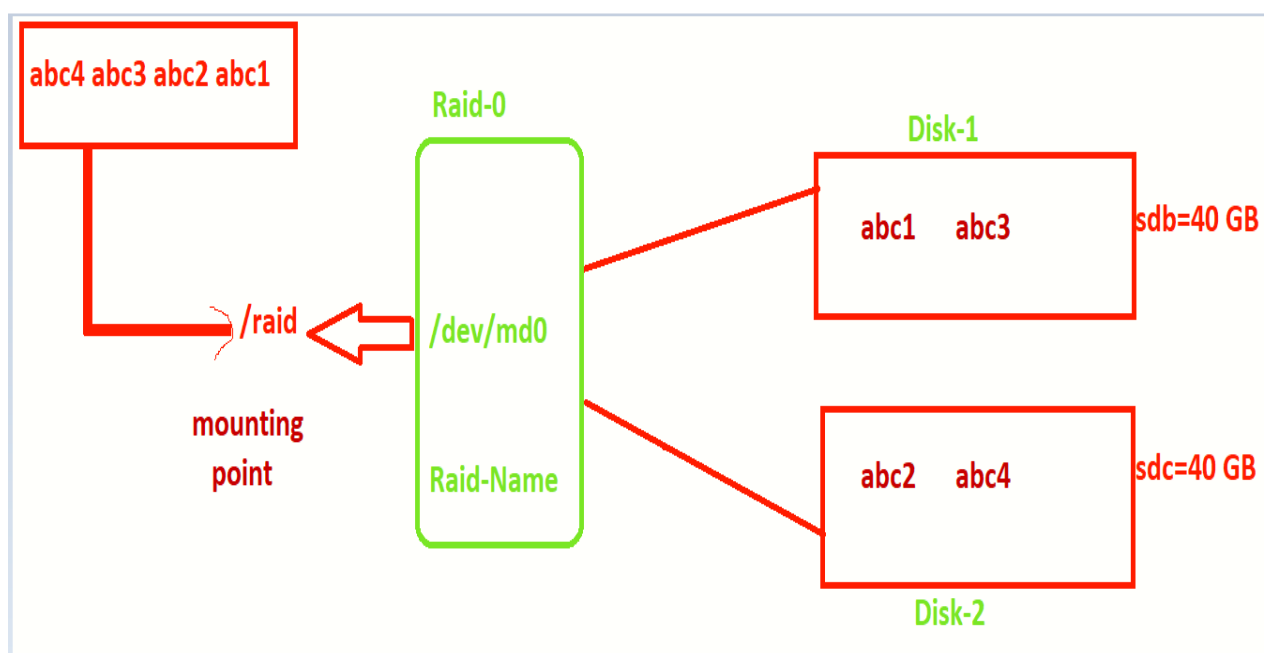 abc4 abc3 abc2 abc1
Raid-0
Disk-1
abc1 abc3
sdb=40 GB
/raid
/dev/md0
mounting
point
Raid-Name
abc2 abc4
sdc=40 GB
Disk-2